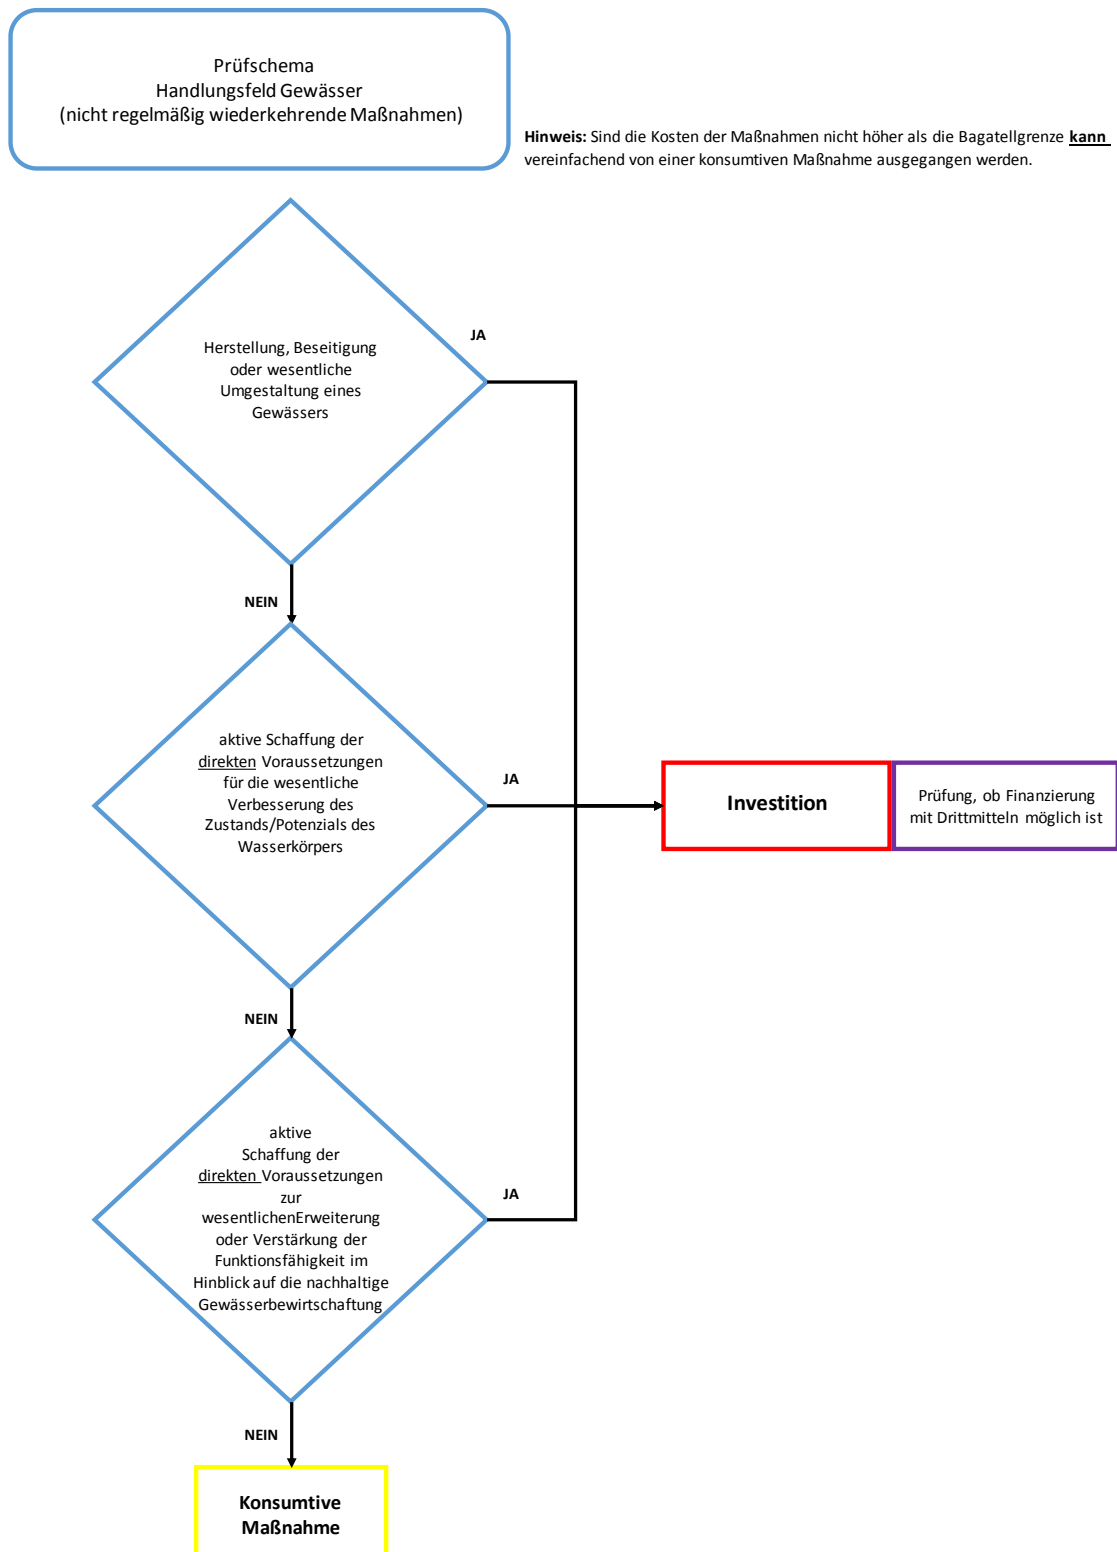 Prüfschema
Handlungsfeld Gewässer
(nicht regelmäßig wiederkehrende Maßnahmen)
Hinweis: Sind die Kosten der Maßnahmen nicht höher als die Bagatellgrenze kann
vereinfachend von einer konsumtiven Maßnahme ausgegangen werden.
JA
Herstellung, Beseitigung
oder wesentliche
Umgestaltung eines
Gewässers
NEIN
aktive Schaffung der
direkten Voraussetzungen
für die wesentliche
Verbesserung des
Zustands/Potenzials des
Wasserkörpers
JA
Investition
Prüfung, ob Finanzierung
mit Drittmitteln möglich ist
NEIN
aktive
Schaffung der
direkten Voraussetzungen
zur
wesentlichenErweiterung
oder Verstärkung der
Funktionsfähigkeit im
Hinblick auf die nachhaltige
Gewässerbewirtschaftung
JA
NEIN
Konsumtive
Maßnahme